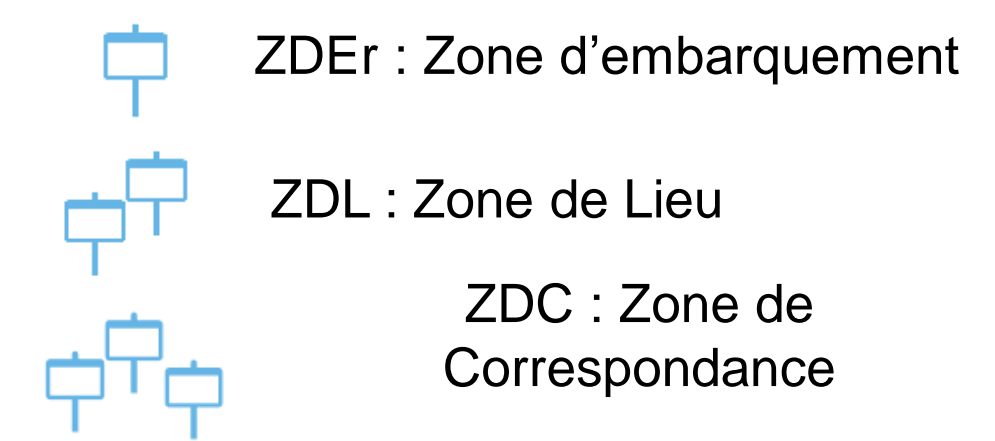 ZDEr : Zone d’embarquement
ZDL : Zone de Lieu
ZDC : Zone de
Correspondance